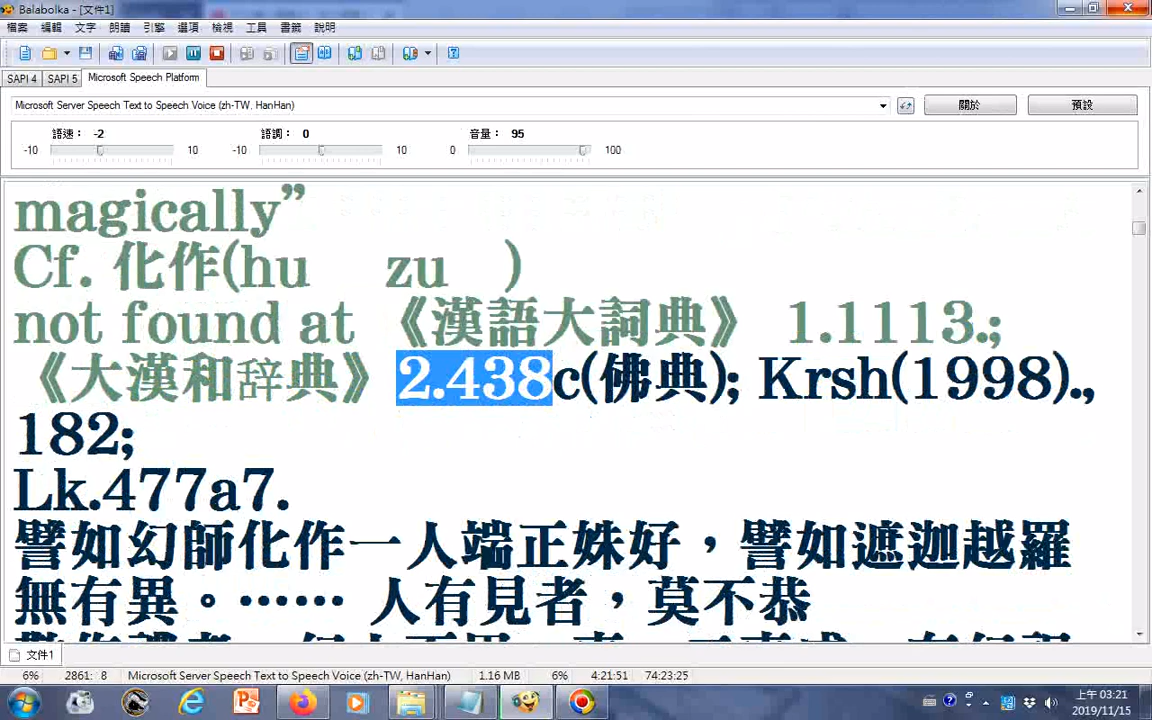 Balabolka - [文件1]
檔案 編輯 文字 朗讀 引擎 選項 檢視 工具 書籤 說明
SAPI 4 SAPI 5 Microsoft Speech Platform
Microsoft Server Speech Text to Speech Voice (zh-TW, HanHan) 關於 預設
語速： -2 語調： 0 音量： 95
-10 10 -10 10 0 100
magically”
Cf. 化作(hu zu )
not found at 《漢語大詞典》 1.1113.;
《大漢和辞典》 2.438c(佛典); Krsh(1998).,
182;
Lk.477a7.
譬如幻師化作一人端正姝好，譬如遮迦越羅
無有異。…… 人有見者，莫不恭
文件1
6% 2861: 8 Microsoft Server Speech Text to Speech Voice (zh-TW, HanHan) 1.16 MB 6% 4:21:51 74:23:25
上午 03:21
2019/11/15